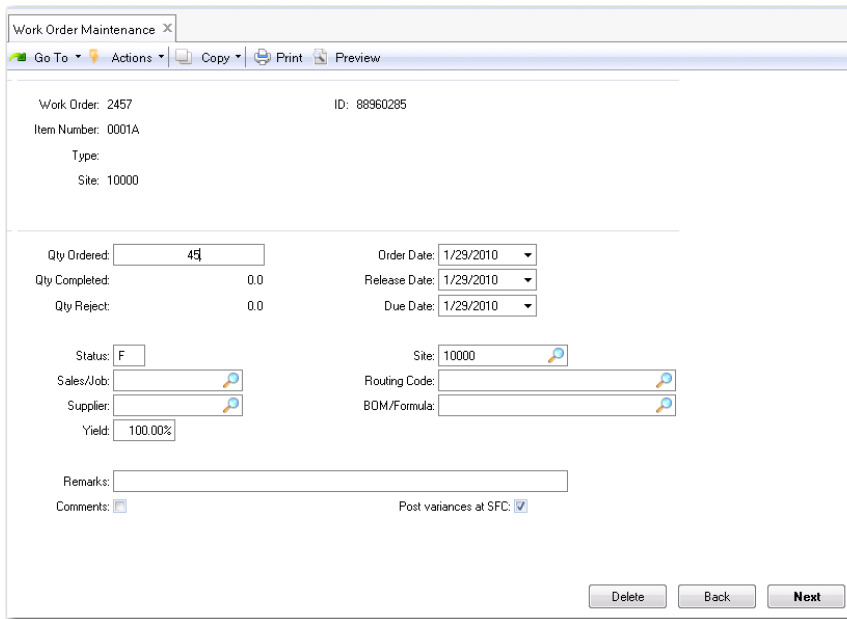 Work Order Maintenance X
Go To Actions Copy Print Preview
Work Order: 2457 ID: 88960285
Item Number: 0001A
Type:
Site: 10000
Qty Ordered: 45 Order Date: 1/29/2010
Qty Completed: 0.0 Release Date: 1/29/2010
Qty Reject: 0.0 Due Date: 1/29/2010
Status: F Site: 10000
Sales/Job: Routing Code:
Supplier: BOM/Formula:
Yield: 100.00%
Remarks:
Comments: Post variances at SFC:
Delete Back Next